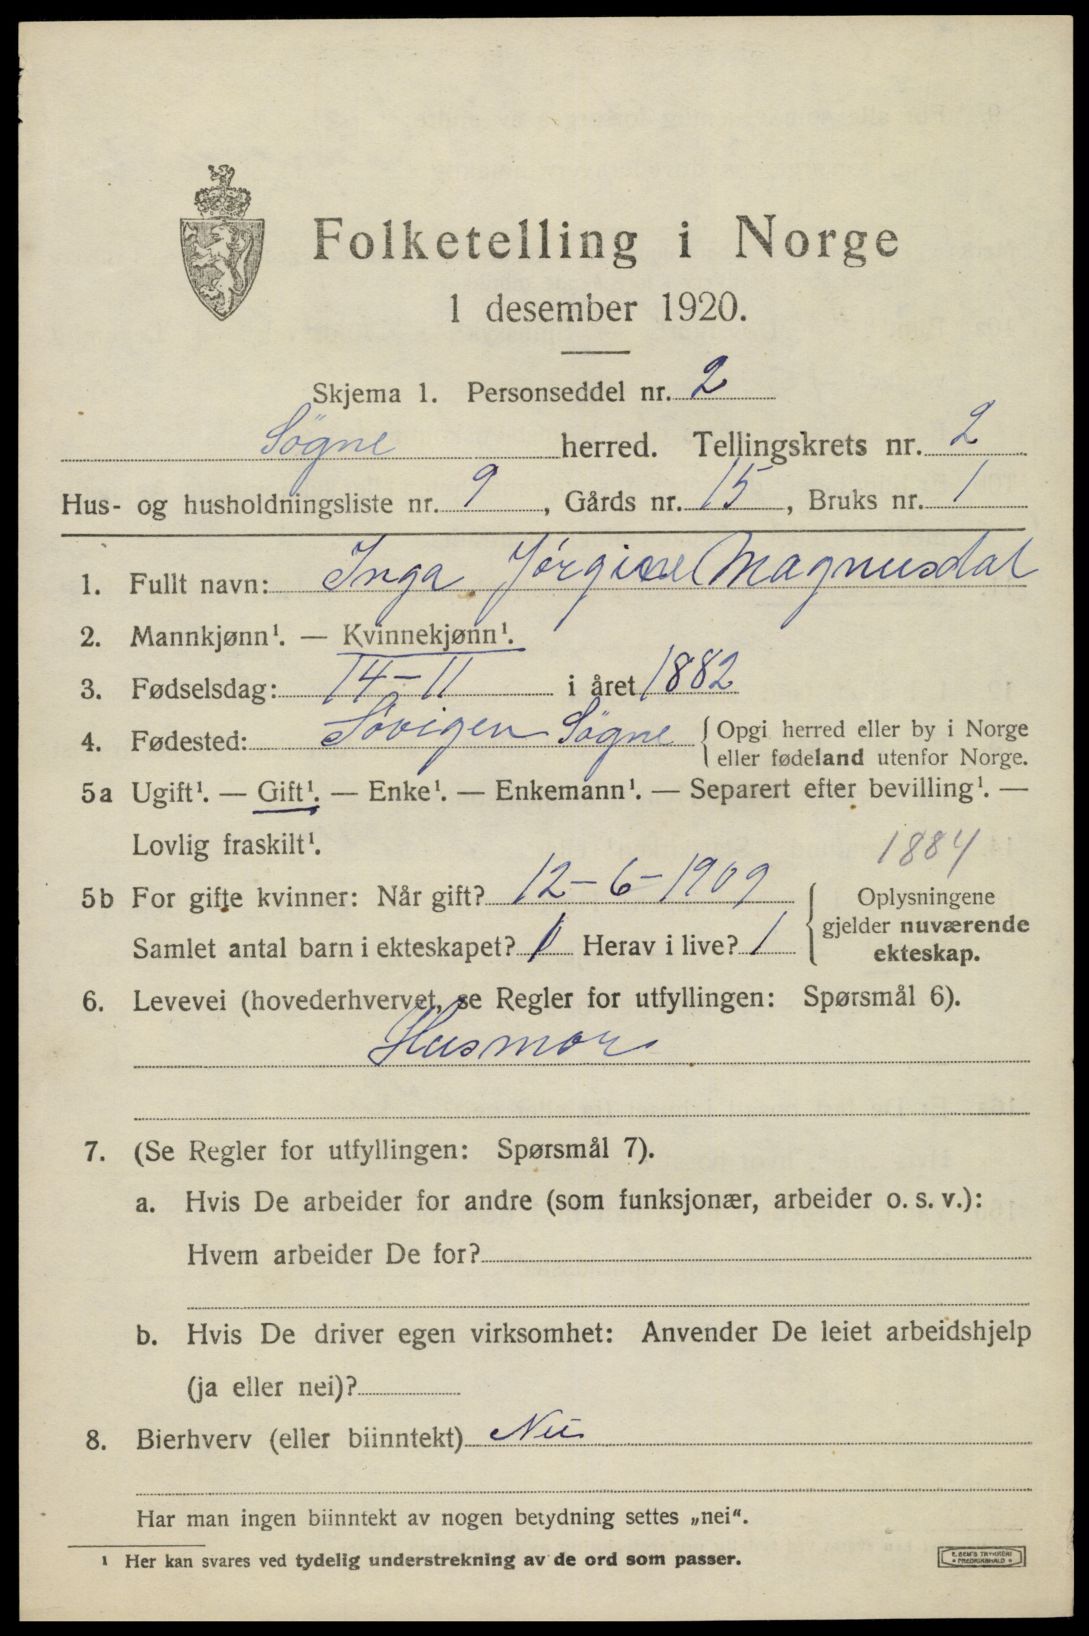 Folketelling i Norge
1 desember 1920.
Skjema 1. Personseddel nr. 2
Søgne herred. Tellingskrets nr. 2
Hus- og husholdningsliste nr. 9, Gårds nr. 15, Bruks nr. 1
1. Fullt navn: Inga Jørgine Magnusdal
2. Mannkjønn¹. — Kvinnekjønn¹.
3. Fødselsdag: 14-11 i året 1882
4. Fødested: Søvigen Søgne { Opgi herred eller by i Norge
eller fødeland utenfor Norge.
5a Ugift¹. — Gift¹. — Enke¹. — Enkemann¹. — Separert efter bevilling¹. —
Lovlig fraskilt¹. 1884
5b For gifte kvinner: Når gift? 12-6-1909 { Oplysningene
gjelder nuværende
Samlet antal barn i ekteskapet? 1 Herav i live? 1 ekteskap.
6. Levevei (hovederhvervet, se Regler for utfyllingen: Spørsmål 6).
Husmor
7. (Se Regler for utfyllingen: Spørsmål 7).
a. Hvis De arbeider for andre (som funksjonær, arbeider o. s. v.):
Hvem arbeider De for?
b. Hvis De driver egen virksomhet: Anvender De leiet arbeidshjelp
(ja eller nei)?
8. Bierhverv (eller biinntekt) Nei
Har man ingen biinntekt av nogen betydning settes „nei“.
¹ Her kan svares ved tydelig understrekning av de ord som passer.
E. SEM'S TRYKKERI
FREDRIKSHALD